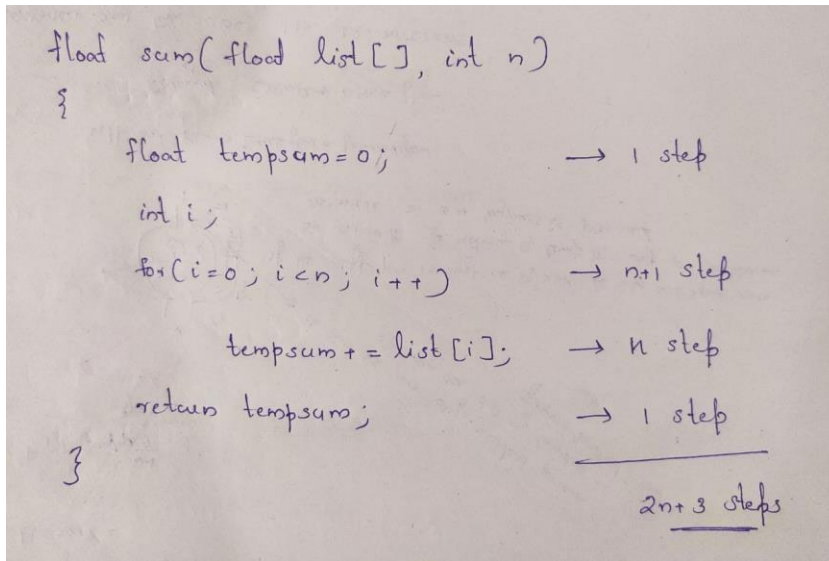 float sum( float list [ ], int n)
{
float tempsum = 0; → 1 step
int i;
for(i=0; i<n; i++) → n+1 step
tempsum + = list [i]; → n step
return tempsum; → 1 step
}
2n+3 steps